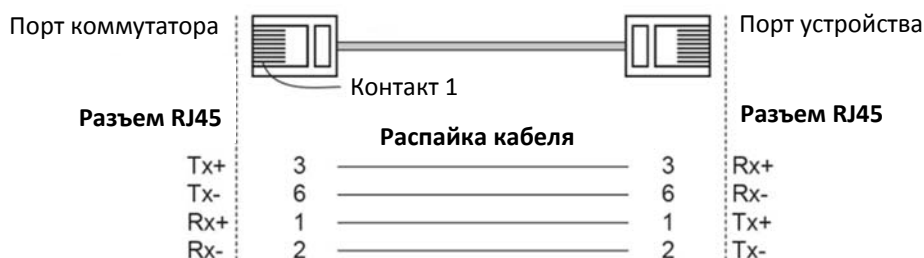 Порт коммутатора Порт устройства
Контакт 1
Разъем RJ45 Разъем RJ45
Распайка кабеля
Tx+ 3 3 Rx+
Tx- 6 6 Rx-
Rx+ 1 1 Tx+
Rx- 2 2 Tx-